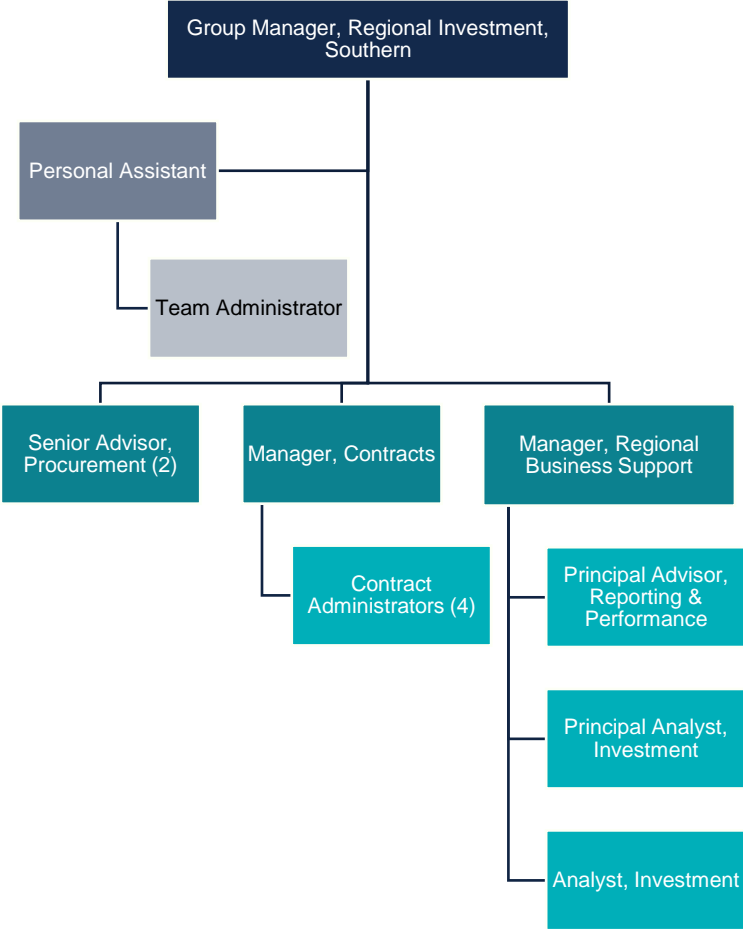 Group Manager, Regional Investment,
Southern
Personal Assistant
Team Administrator
Senior Advisor,
Procurement (2)
Manager, Contracts
Manager, Regional
Business Support
Contract
Administrators (4)
Principal Advisor,
Reporting &
Performance
Principal Analyst,
Investment
Analyst, Investment